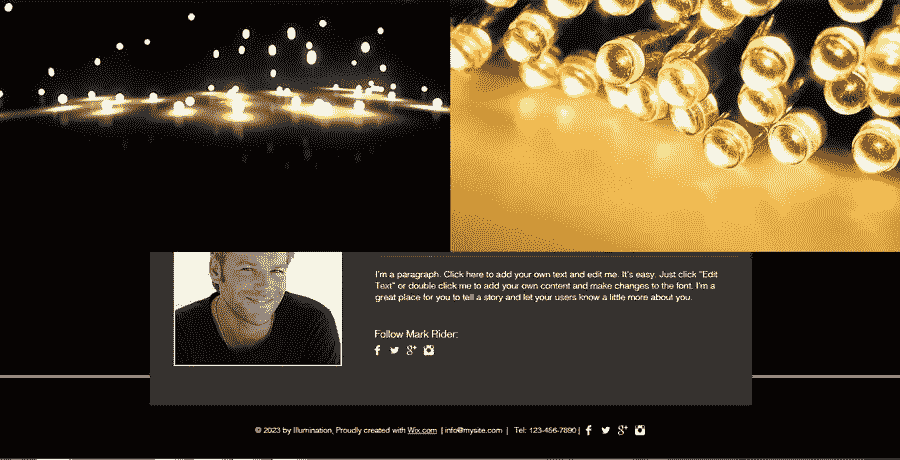 I'm a paragraph. Click here to add your own text and edit me. It's easy. Just click "Edit
Text" or double click me to add your own content and make changes to the font. I'm a
great place for you to tell a story and let your users know a little more about you.
Follow Mark Rider:
© 2023 by Illumination, Proudly created with Wix.com | info@mysite.com | Tel: 123-456-7890 |